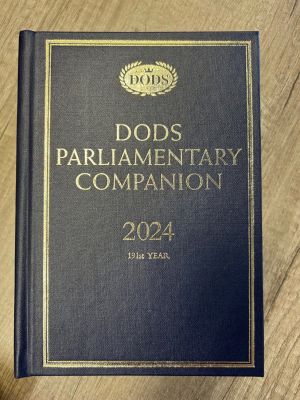 DODS
DODS
PARLIAMENTARY
COMPANION
2024
191st YEAR